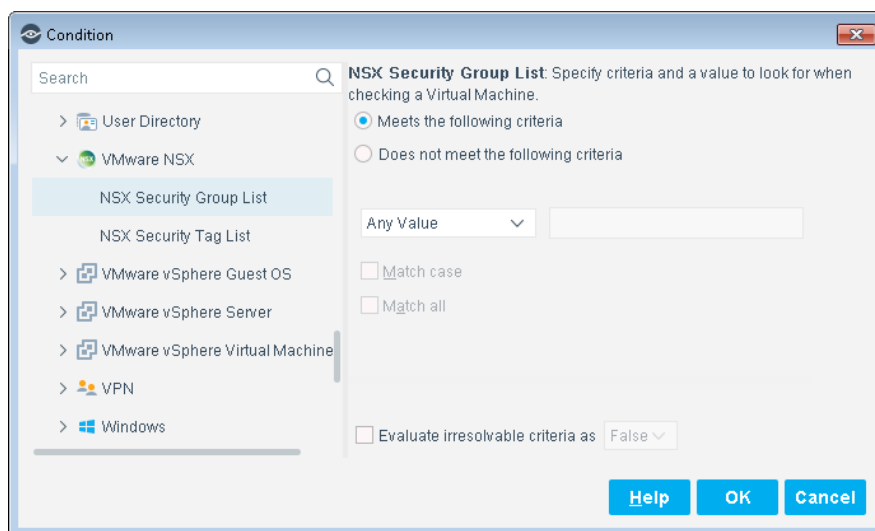 Condition
Search
User Directory
VMware NSX
NSX Security Group List
NSX Security Tag List
VMware vSphere Guest OS
VMware vSphere Server
VMware vSphere Virtual Machine
VPN
Windows
NSX Security Group List: Specify criteria and a value to look for when
checking a Virtual Machine.
Meets the following criteria
Does not meet the following criteria
Any Value
Match case
Match all
Evaluate irresolvable criteria as False
Help OK Cancel